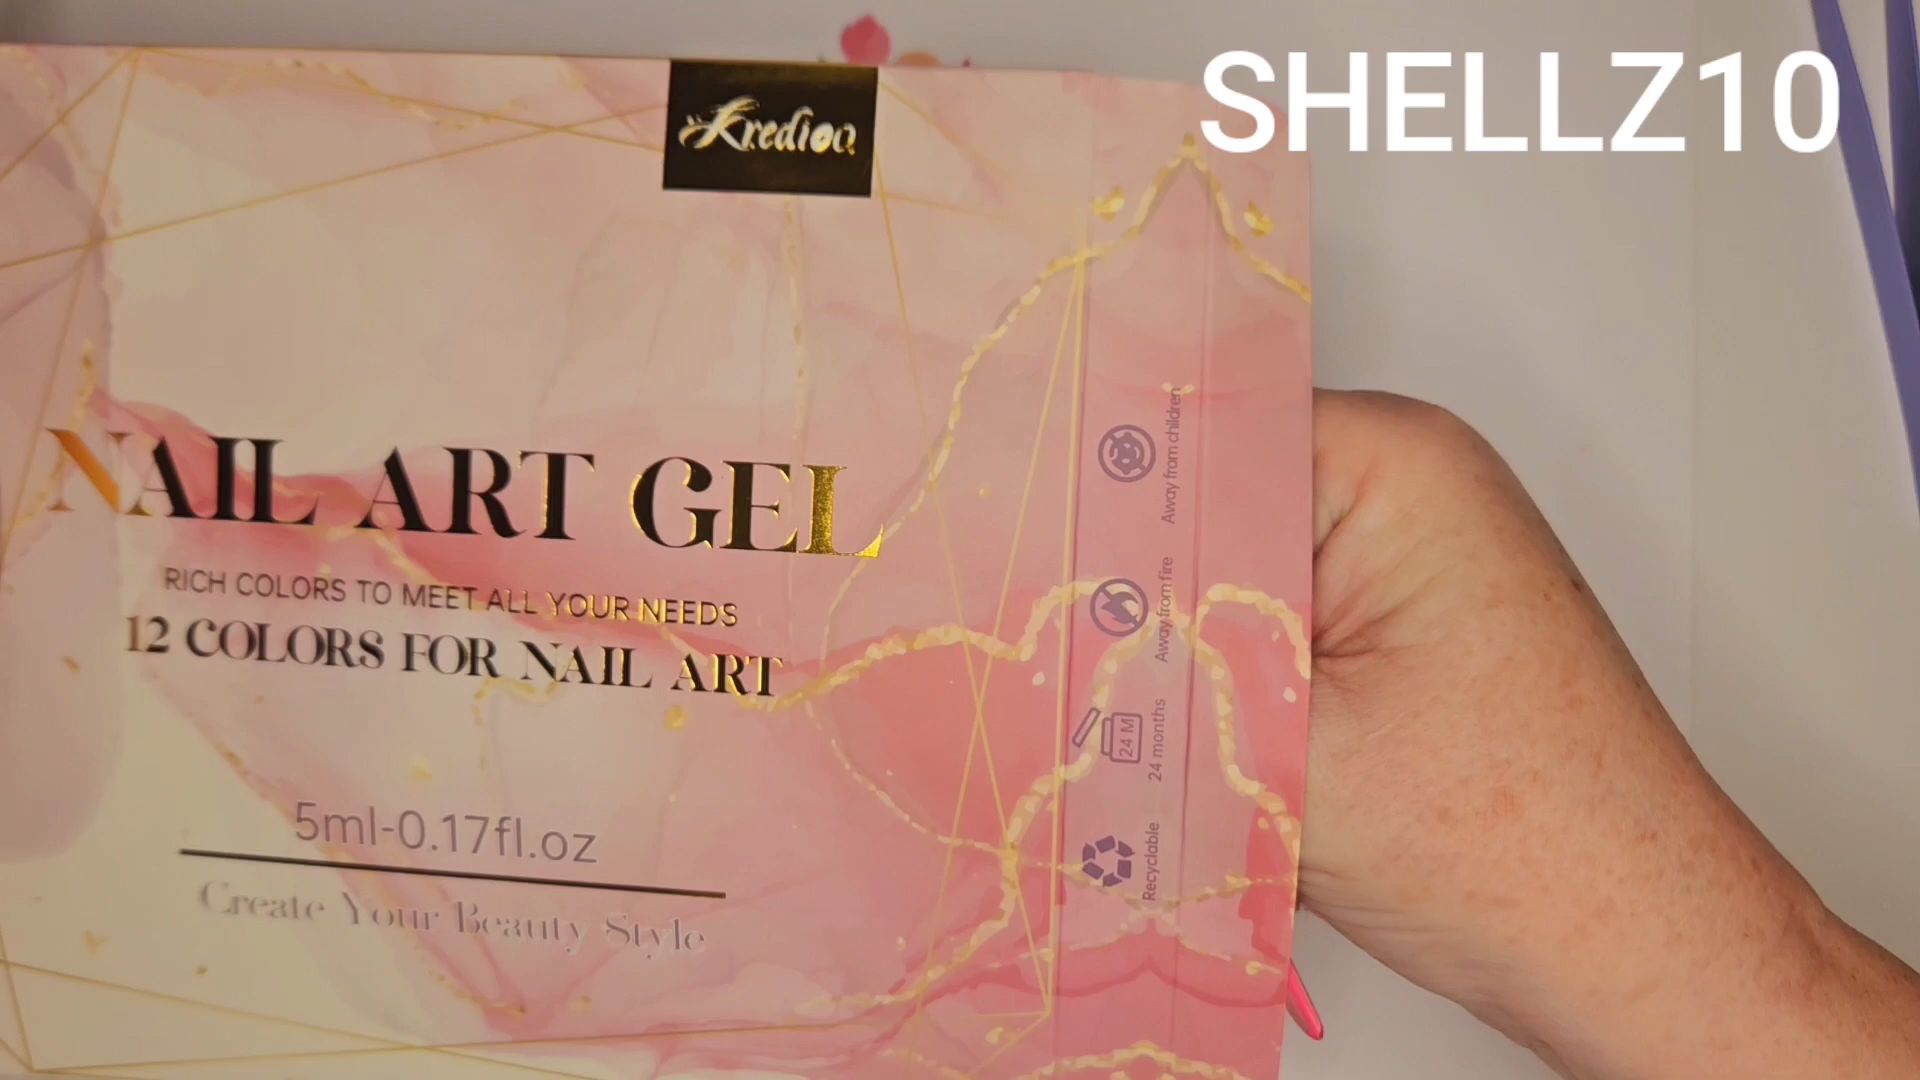 SHELLZ10
Kredioo
NAIL ART GEL
RICH COLORS TO MEET ALL YOUR NEEDS
12 COLORS FOR NAIL ART
5ml-0.17fl.oz
Create Your Beauty Style
Away from children
Away from fire
24 M
24 months
Recyclable